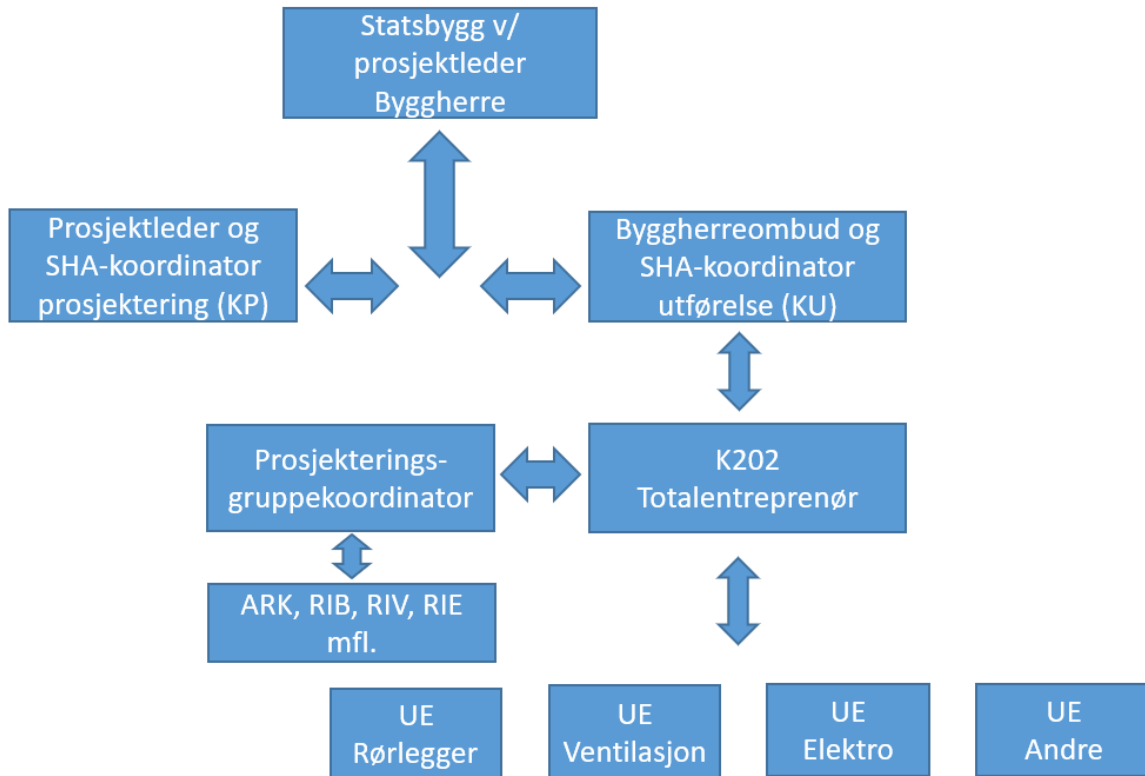 Statsbygg v/
prosjektleder
Byggherre
Prosjektleder og
SHA-koordinator
prosjektering (KP)
Byggherreombud og
SHA-koordinator
utførelse (KU)
Prosjekterings-
gruppekoordinator
K202
Totalentreprenør
ARK, RIB, RIV, RIE
mfl.
UE
Rørlegger
UE
Ventilasjon
UE
Elektro
UE
Andre